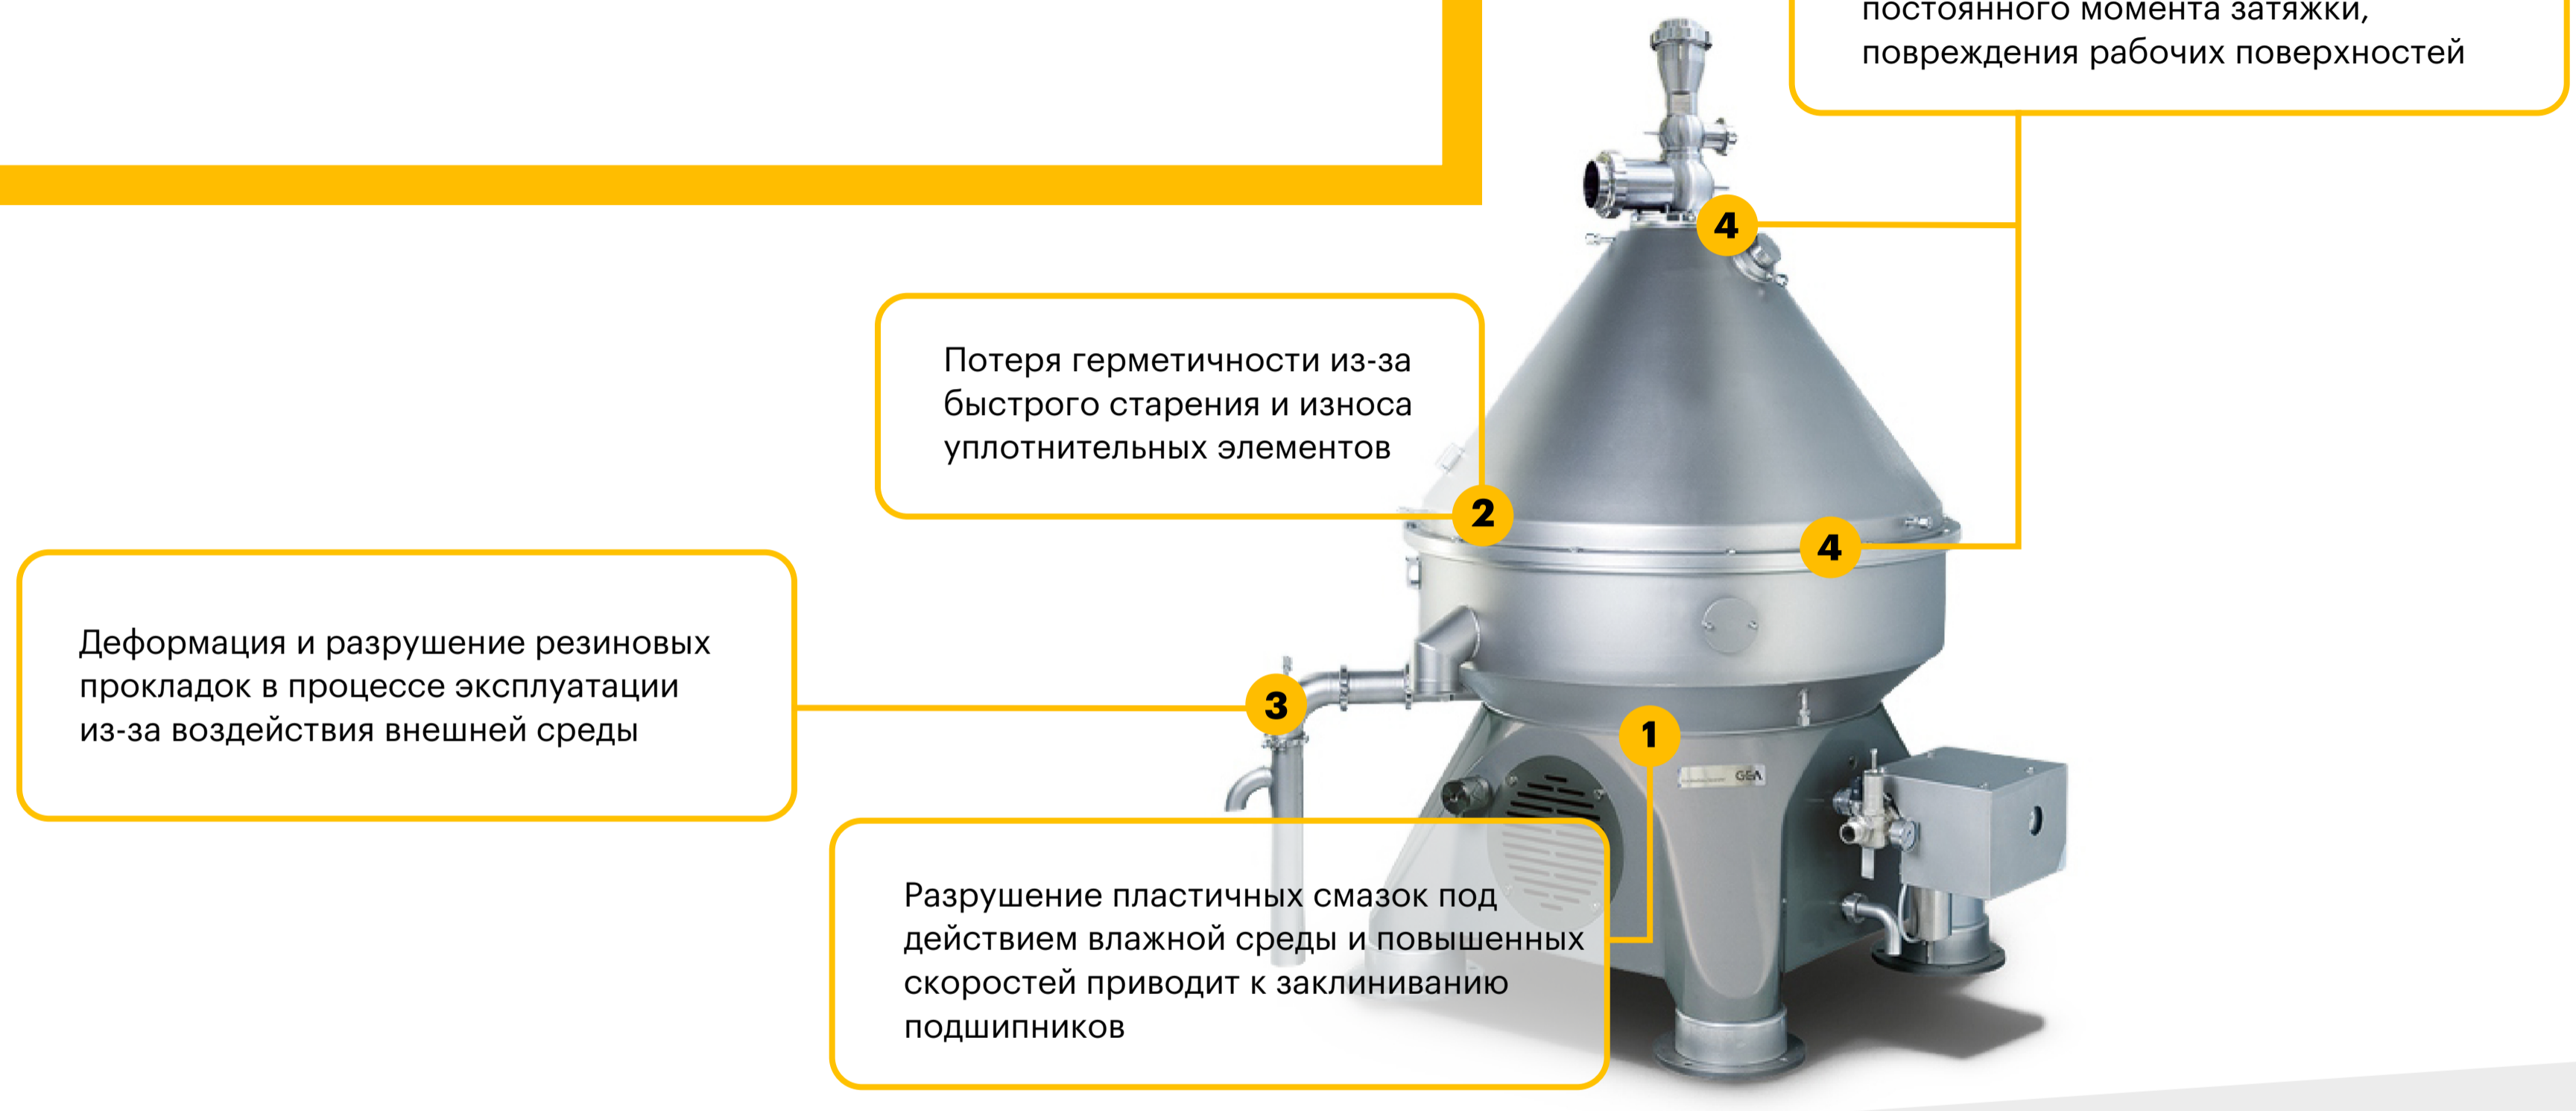 постоянного момента затяжки,
повреждения рабочих поверхностей
4
Потеря герметичности из-за
быстрого старения и износа
уплотнительных элементов
2
4
Деформация и разрушение резиновых
прокладок в процессе эксплуатации
из-за воздействия внешней среды
3
1
GEA
Разрушение пластичных смазок под
действием влажной среды и повышенных
скоростей приводит к заклиниванию
подшипников